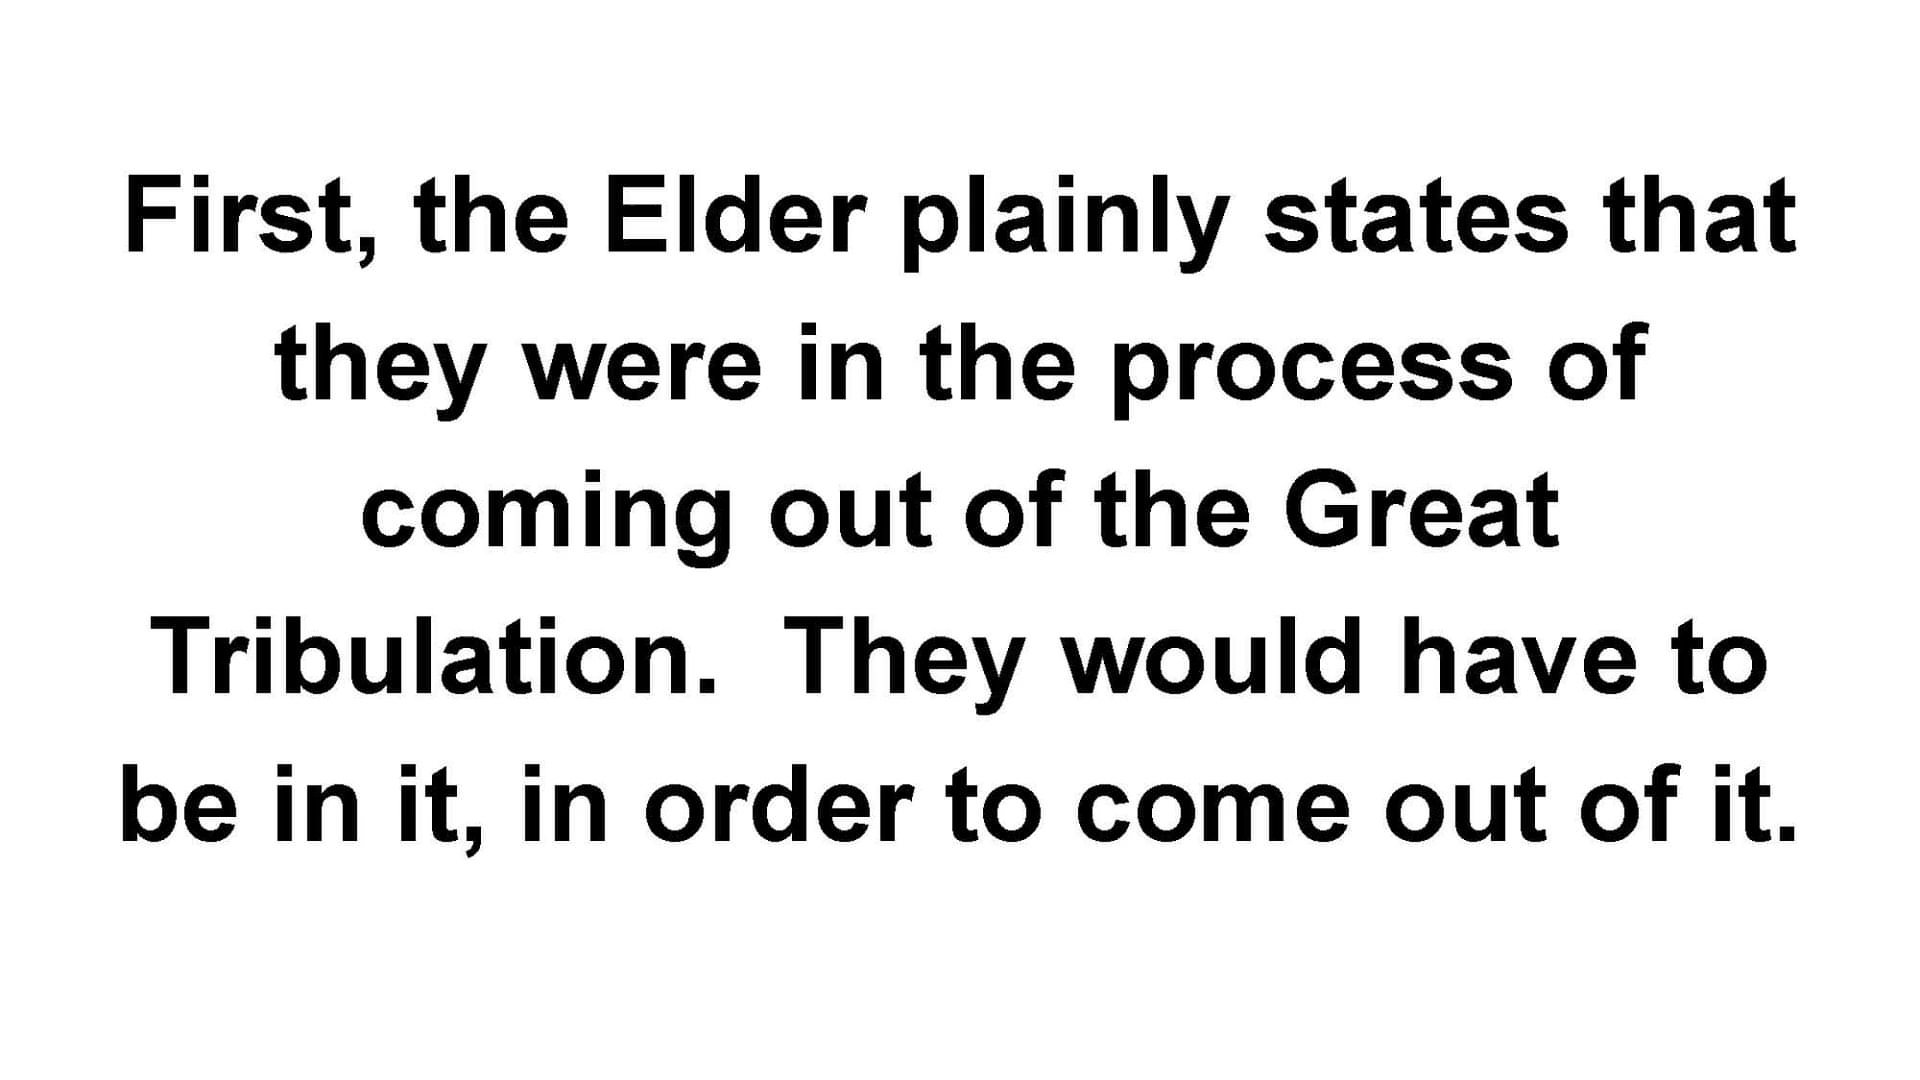 First, the Elder plainly states that
they were in the process of
coming out of the Great
Tribulation.  They would have to
be in it, in order to come out of it.